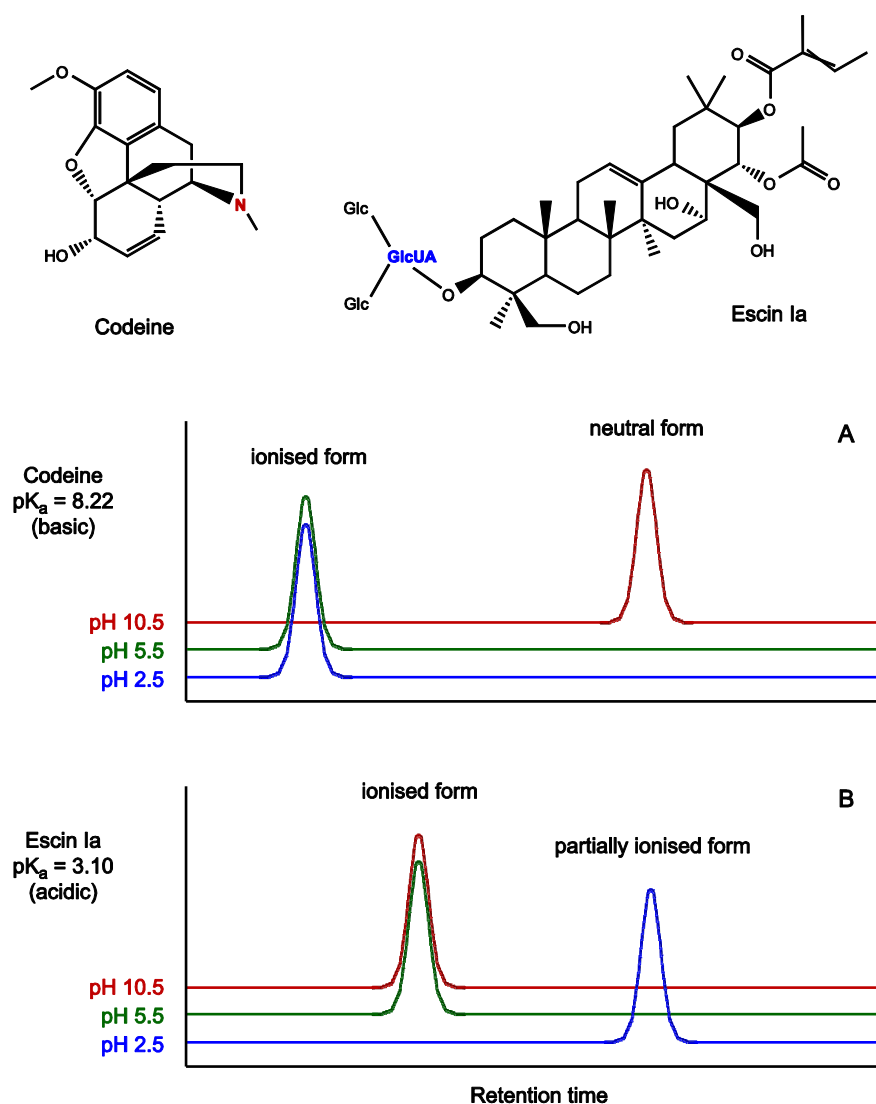 O
O
HO
N
Codeine
Glc
GlcUA
Glc
O
OH
HO
OH
O
O
O
O
Escin Ia
A
Codeine
pKa = 8.22
(basic)
ionised form
neutral form
pH 10.5
pH 5.5
pH 2.5
B
Escin Ia
pKa = 3.10
(acidic)
ionised form
partially ionised form
pH 10.5
pH 5.5
pH 2.5
Retention time